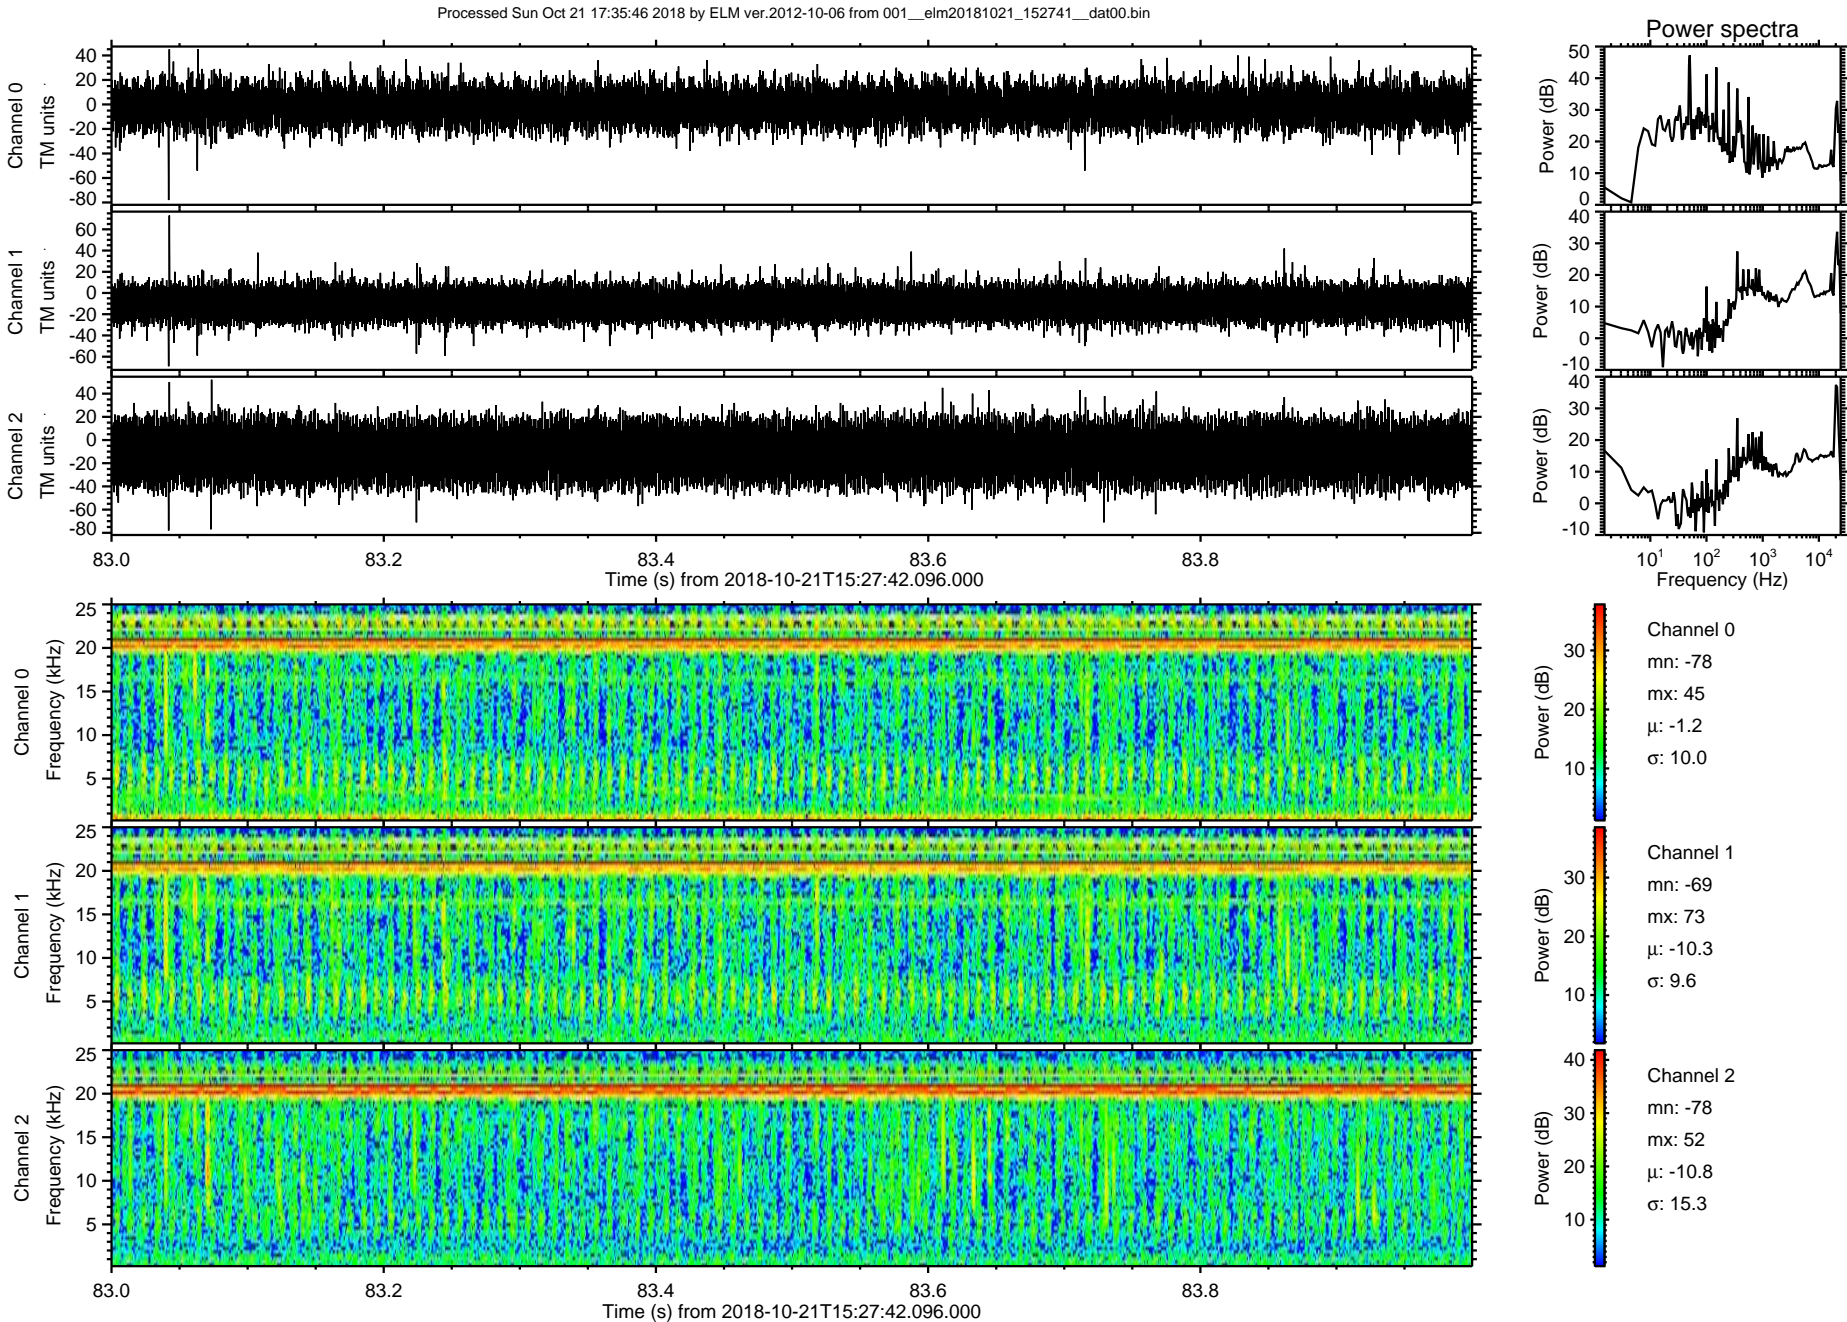 Processed Sun Oct 21 17:35:46 2018 by ELM ver.2012-10-06 from 001__elm20181021_152741__dat00.bin
Power spectra
Channel 0
TM units
40
20
0
-20
-40
-60
-80
Power (dB)
50
40
30
20
10
0
Channel 1
TM units
60
40
20
0
-20
-40
-60
Power (dB)
40
30
20
10
0
-10
Channel 2
TM units
40
20
0
-20
-40
-60
-80
Power (dB)
40
30
20
10
0
-10
83.0 83.2 83.4 83.6 83.8
Time (s) from 2018-10-21T15:27:42.096.000
10¹ 10² 10³ 10⁴
Frequency (Hz)
Channel 0
Frequency (kHz)
25
20
15
10
5
Power (dB)
30
20
10
Channel 0
mn: -78
mx: 45
μ: -1.2
σ: 10.0
Channel 1
Frequency (kHz)
25
20
15
10
5
Power (dB)
30
20
10
Channel 1
mn: -69
mx: 73
μ: -10.3
σ: 9.6
Channel 2
Frequency (kHz)
25
20
15
10
5
Power (dB)
40
30
20
10
Channel 2
mn: -78
mx: 52
μ: -10.8
σ: 15.3
83.0 83.2 83.4 83.6 83.8
Time (s) from 2018-10-21T15:27:42.096.000